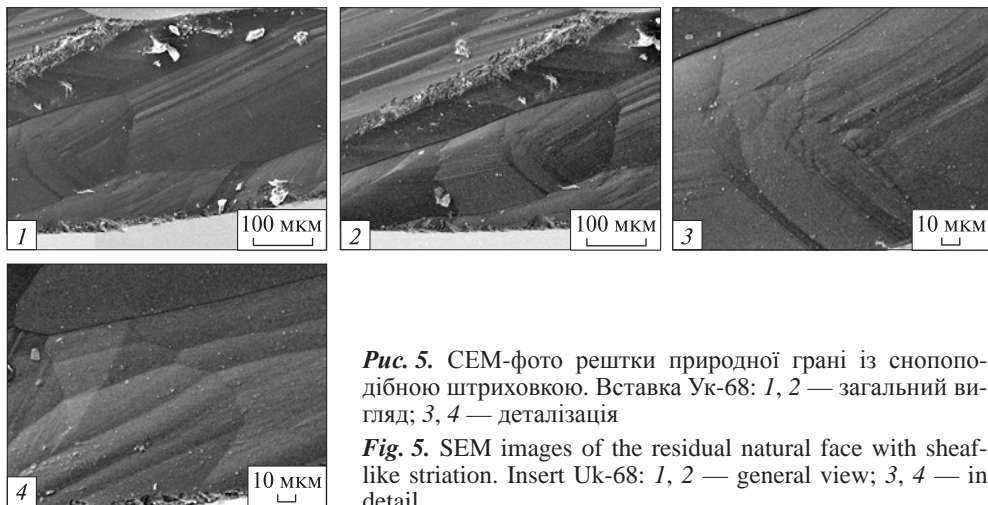 1
100 мкм
2
100 мкм
3
10 мкм
4
10 мкм
Рис. 5. СЕМ-фото рештки природної грані із снопопо-
дібною штриховкою. Вставка Ук-68: 1, 2 — загальний ви-
гляд; 3, 4 — деталізація
Fig. 5. SEM images of the residual natural face with sheaf-
like striation. Insert Uk-68: 1, 2 — general view; 3, 4 — in
detail